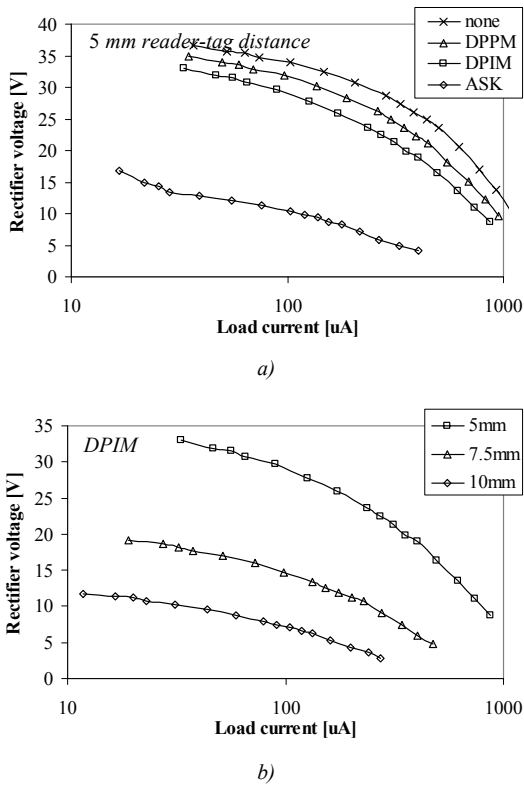 40
35
30
25
20
15
10
5
0
Rectifier voltage [V]
5 mm reader-tag distance
none
DPPM
DPIM
ASK
10
100
1000
Load current [uA]
a)
35
30
25
20
15
10
5
0
Rectifier voltage [V]
DPIM
5mm
7.5mm
10mm
10
100
1000
Load current [uA]
b)